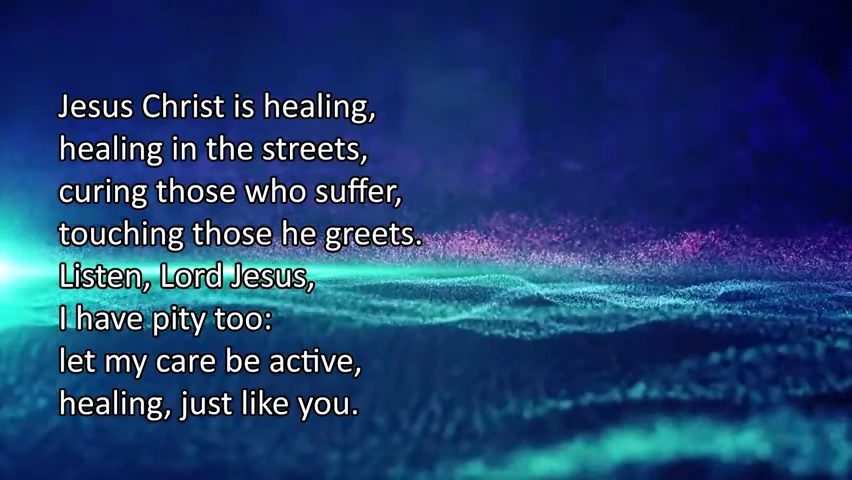 Jesus Christ is healing,
healing in the streets,
curing those who suffer,
touching those he greets.
Listen, Lord Jesus,
I have pity too:
let my care be active,
healing, just like you.